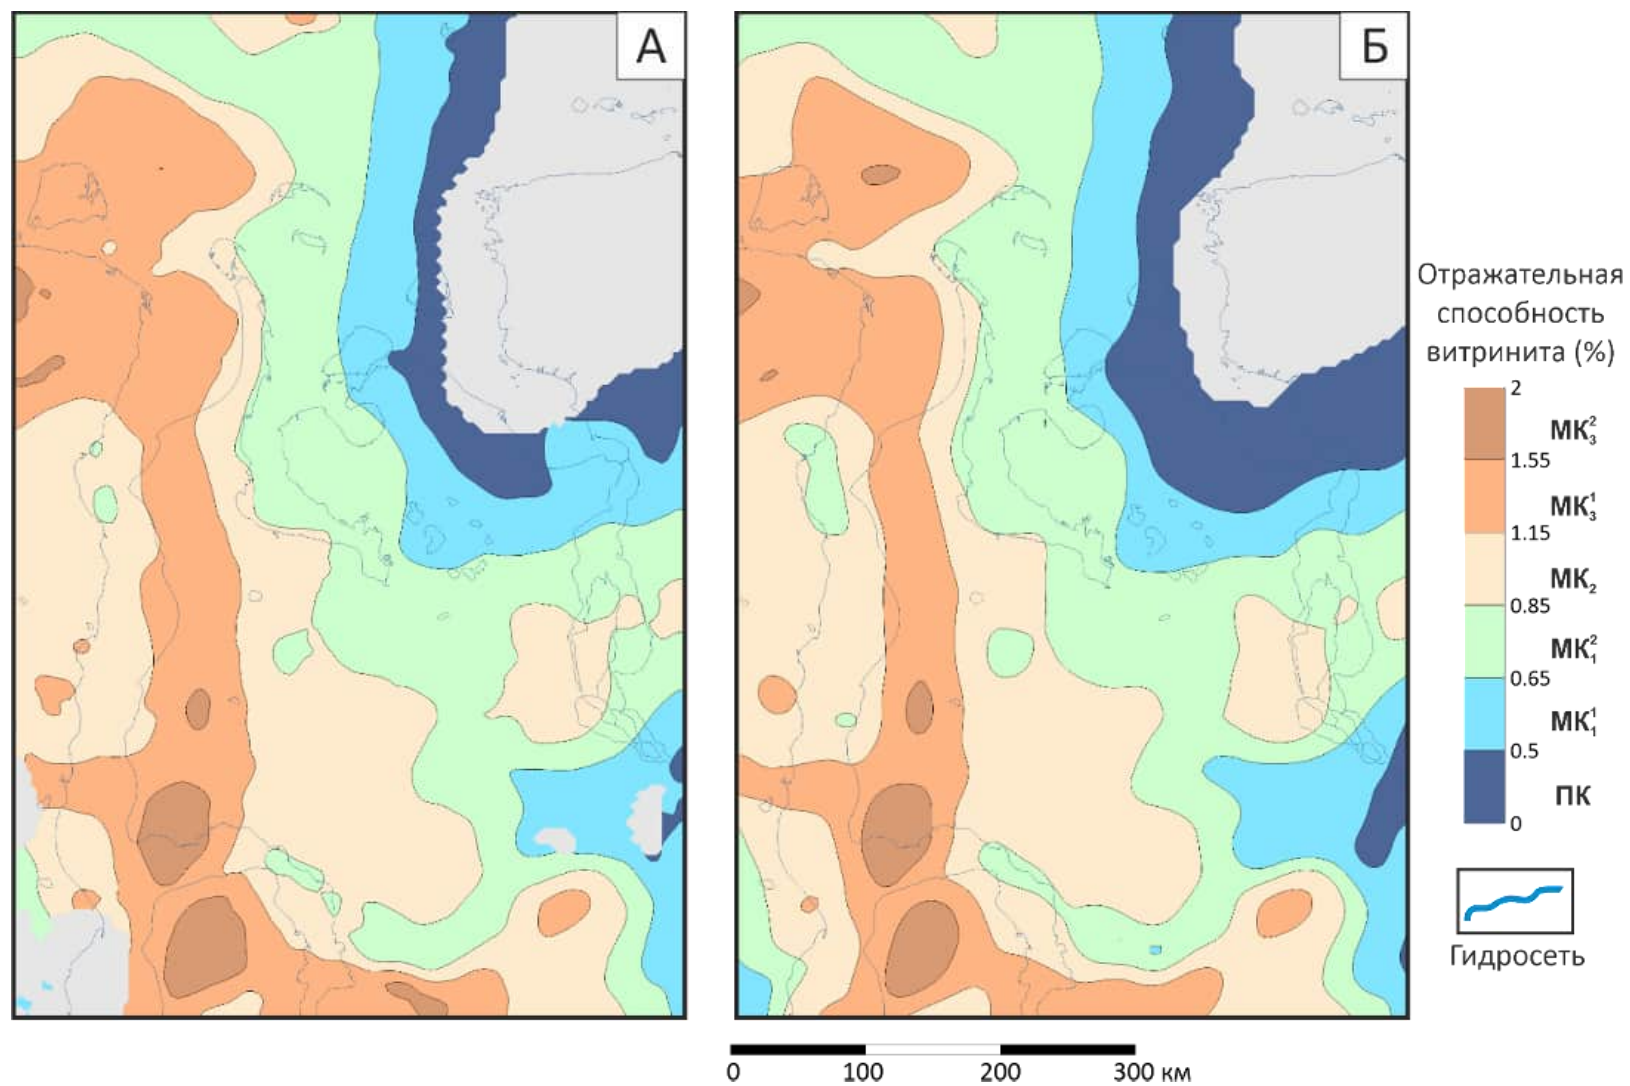 А
Б
Отражательная
способность
витринита (%)
2
МК₃²
1.55
МК₃¹
1.15
МК₂
0.85
МК₁²
0.65
МК₁¹
0.5
ПК
0
Гидросеть
0 100 200 300 км